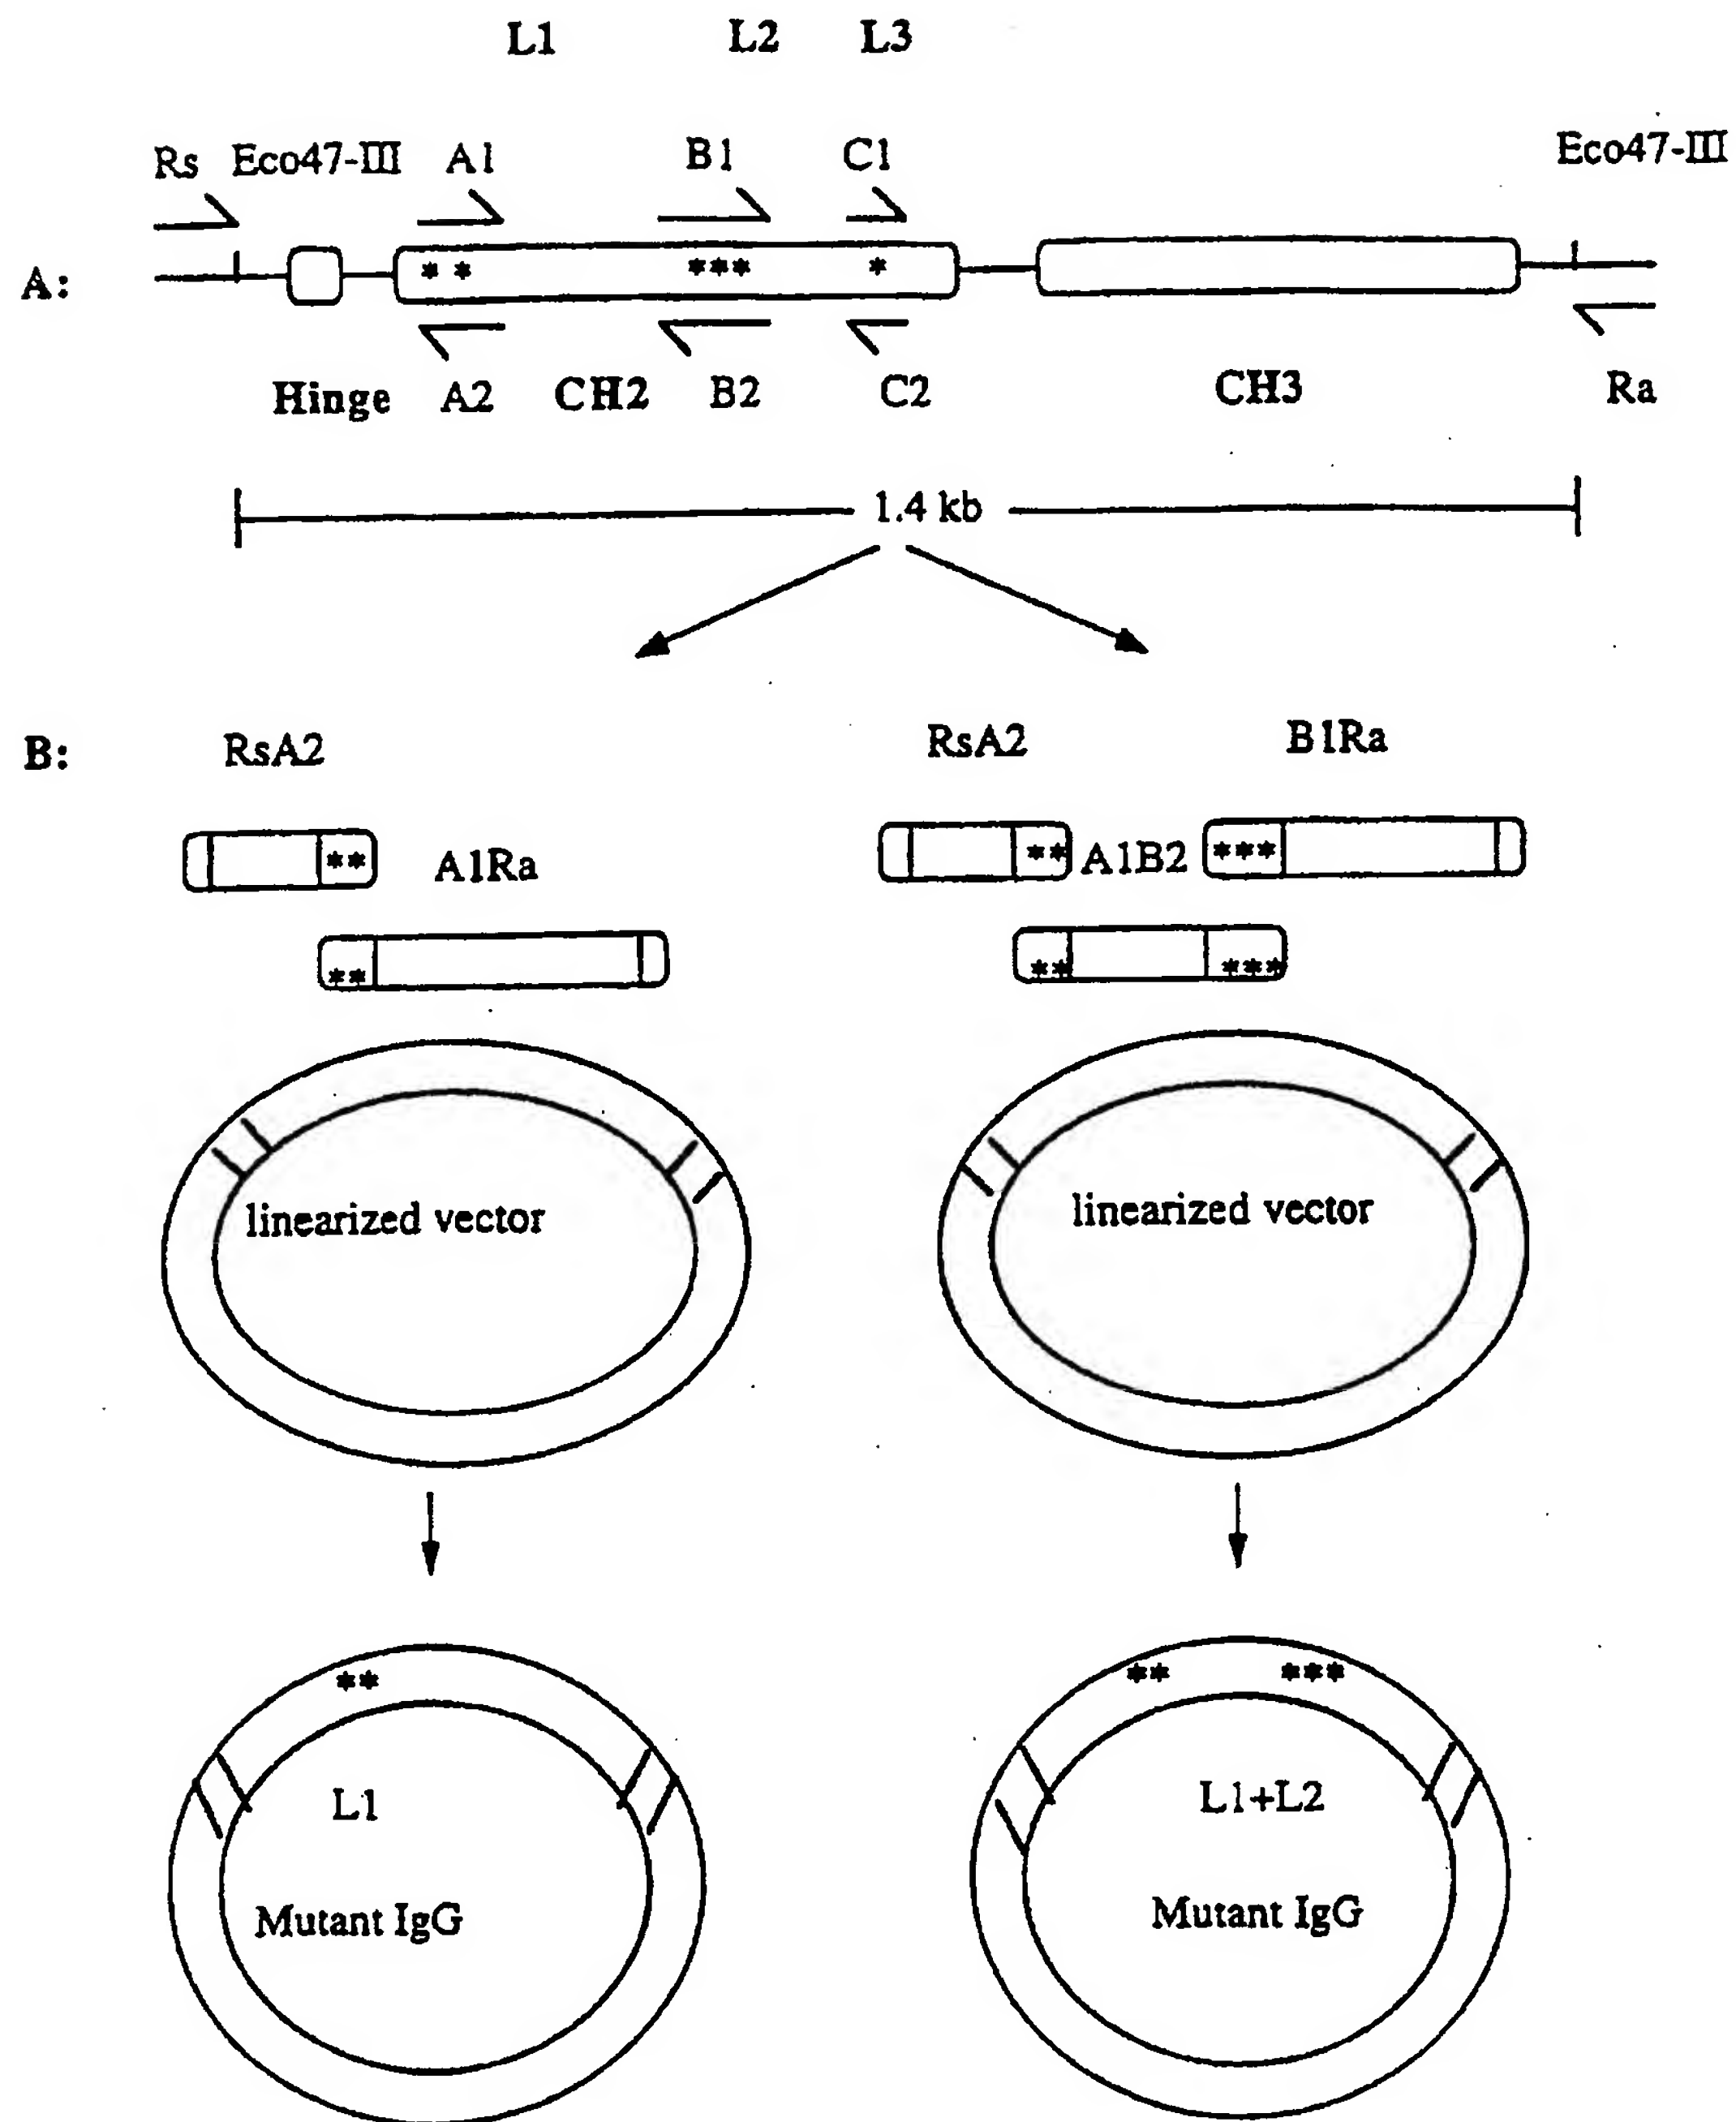 L1 L2 L3
Rs Eco47-III A1 B1 C1 Eco47-III
A: ** *** *
Hinge A2 CH2 B2 C2 CH3 Ra
1.4 kb
B: RsA2 RsA2 B1Ra
** A1Ra ** A1B2 ***
** ** ***
linearized vector linearized vector
** ** ***
L1 L1+L2
Mutant IgG Mutant IgG